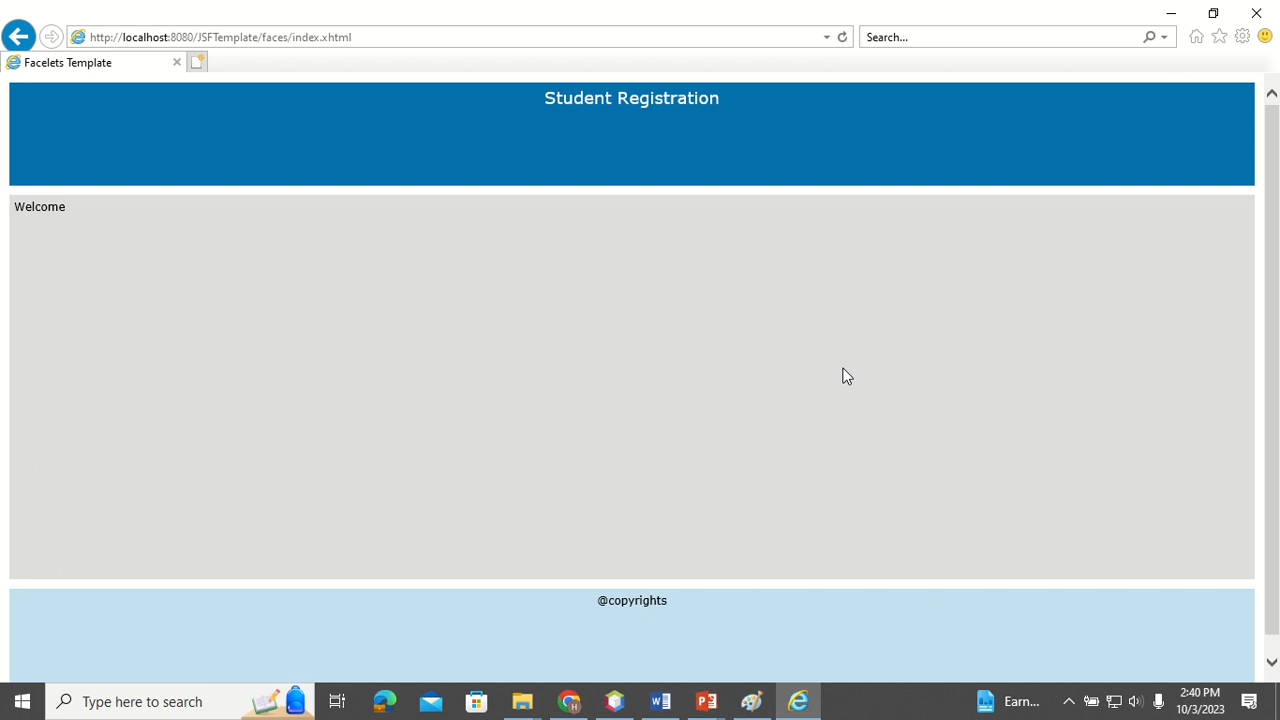 http://localhost:8080/JSFTemplate/faces/index.xhtml
Search...
Facelets Template
Student Registration
Welcome
@copyrights
Type here to search
Earn...
2:40 PM
10/3/2023